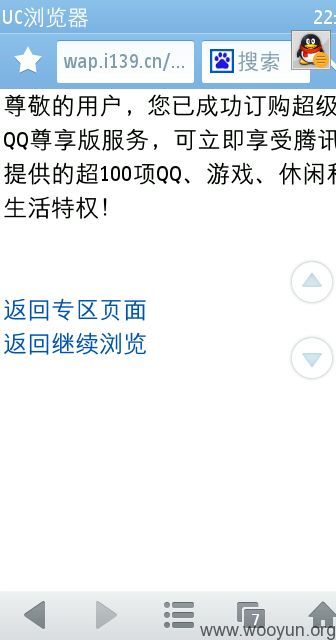 UC浏览器 22:
wap.i139.cn/... 搜索
尊敬的用户，您已成功订购超级
QQ尊享版服务，可立即享受腾讯
提供的超100项QQ、游戏、休闲和
生活特权！
返回专区页面
返回继续浏览
7
www.wooyun.org